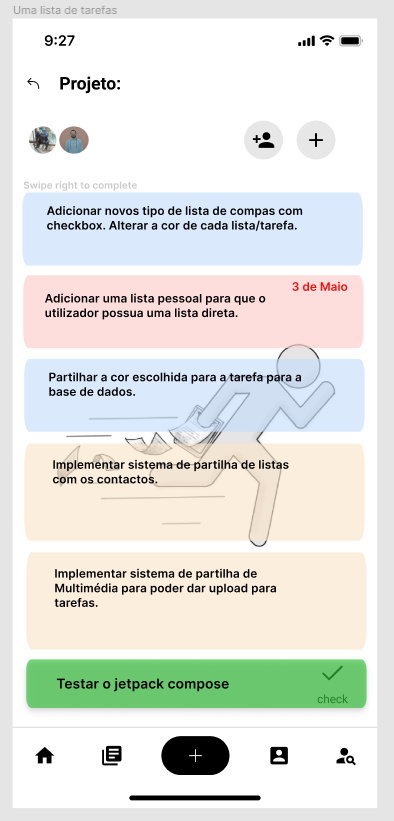 Uma lista de tarefas
9:27
Projeto:
Swipe right to complete
Adicionar novos tipo de lista de compas com
checkbox. Alterar a cor de cada lista/tarefa.
3 de Maio
Adicionar uma lista pessoal para que o
utilizador possua uma lista direta.
Partilhar a cor escolhida para a tarefa para a
base de dados.
Implementar sistema de partilha de listas
com os contactos.
Implementar sistema de partilha de
Multimédia para poder dar upload para
tarefas.
Testar o jetpack compose
check